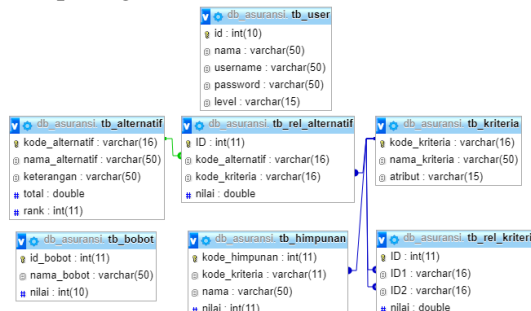 db_asuransi tb_user
id : int(10)
nama : varchar(50)
username : varchar(50)
password : varchar(50)
level : varchar(15)
db_asuransi tb_alternatif
kode_alternatif : varchar(16)
nama_alternatif : varchar(50)
keterangan : varchar(50)
# total : double
# rank : int(11)
db_asuransi tb_rel_alternatif
ID : int(11)
kode_alternatif : varchar(16)
kode_kriteria : varchar(16)
# nilai : double
db_asuransi tb_kriteria
kode_kriteria : varchar(16)
nama_kriteria : varchar(50)
atribut : varchar(15)
db_asuransi tb_bobot
id_bobot : int(11)
nama_bobot : varchar(50)
# nilai : int(10)
db_asuransi tb_himpunan
kode_himpunan : int(11)
kode_kriteria : varchar(11)
nama : varchar(50)
# nilai : int(11)
db_asuransi tb_rel_kriteria
ID : int(11)
ID1 : varchar(16)
ID2 : varchar(16)
# nilai : double